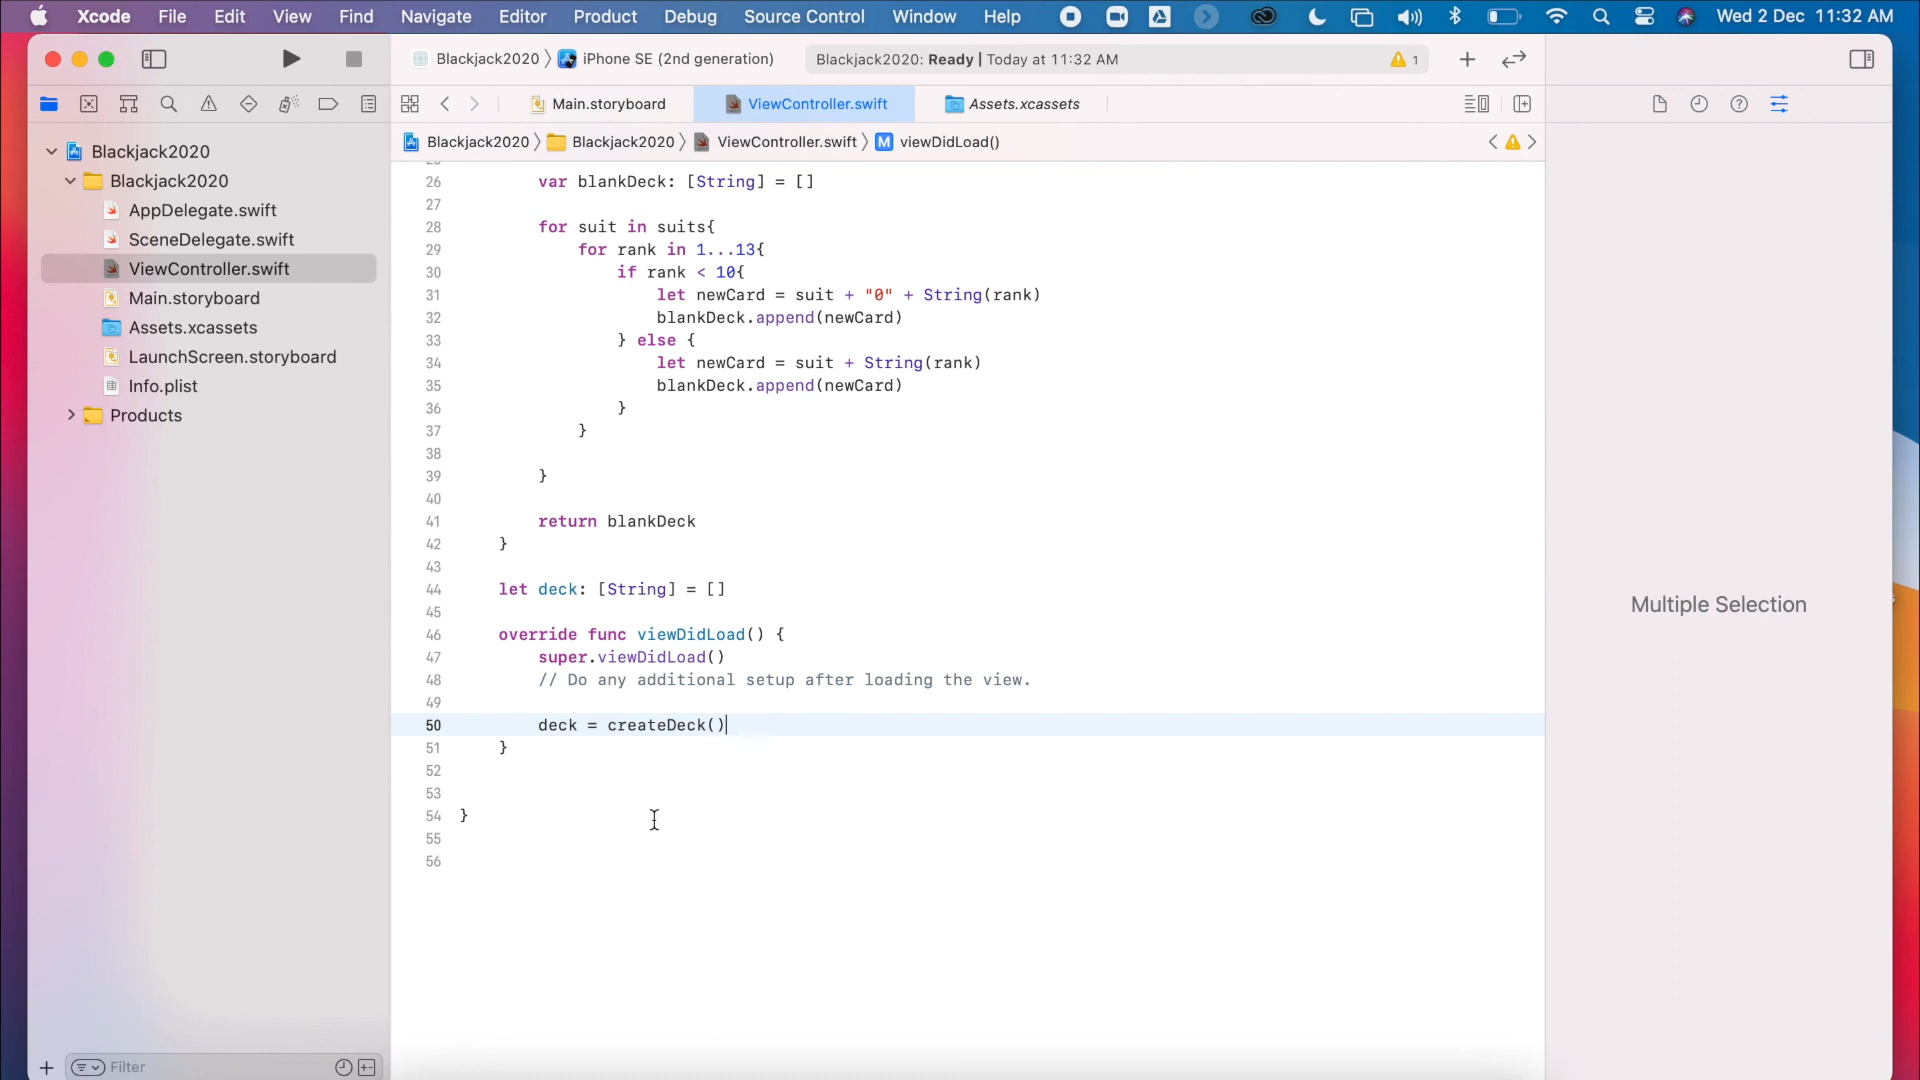 Xcode File Edit View Find Navigate Editor Product Debug Source Control Window Help Wed 2 Dec 11:32 AM
Blackjack2020 iPhone SE (2nd generation) Blackjack2020: Ready | Today at 11:32 AM 1
Main.storyboard ViewController.swift Assets.xcassets
Blackjack2020 Blackjack2020 ViewController.swift M viewDidLoad()
Blackjack2020
Blackjack2020
AppDelegate.swift
SceneDelegate.swift
ViewController.swift
Main.storyboard
Assets.xcassets
LaunchScreen.storyboard
Info.plist
Products
26 var blankDeck: [String] = []
27
28 for suit in suits{
29 for rank in 1...13{
30 if rank < 10{
31 let newCard = suit + "0" + String(rank)
32 blankDeck.append(newCard)
33 } else {
34 let newCard = suit + String(rank)
35 blankDeck.append(newCard)
36 }
37 }
38
39 }
40
41 return blankDeck
42 }
43
44 let deck: [String] = []
45
46 override func viewDidLoad() {
47 super.viewDidLoad()
48 // Do any additional setup after loading the view.
49
50 deck = createDeck()
51 }
52
53
54 }
55
56
Multiple Selection
Filter